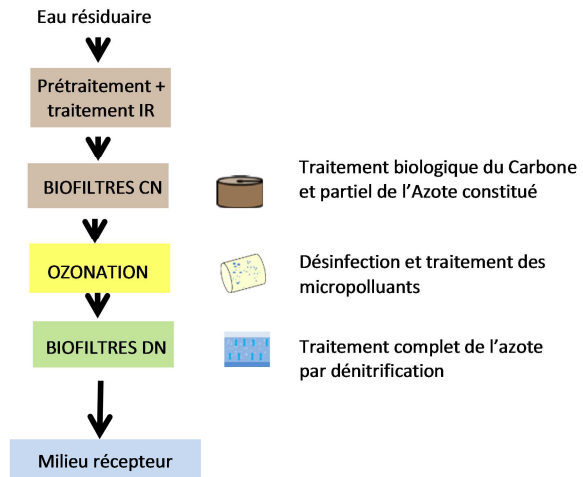 Eau résiduaire
Prétraitement +
traitement IR
BIOFILTRES CN
Traitement biologique du Carbone
et partiel de l'Azote constitué
OZONATION
Désinfection et traitement des
micropolluants
BIOFILTRES DN
Traitement complet de l'azote
par dénitrification
Milieu récepteur